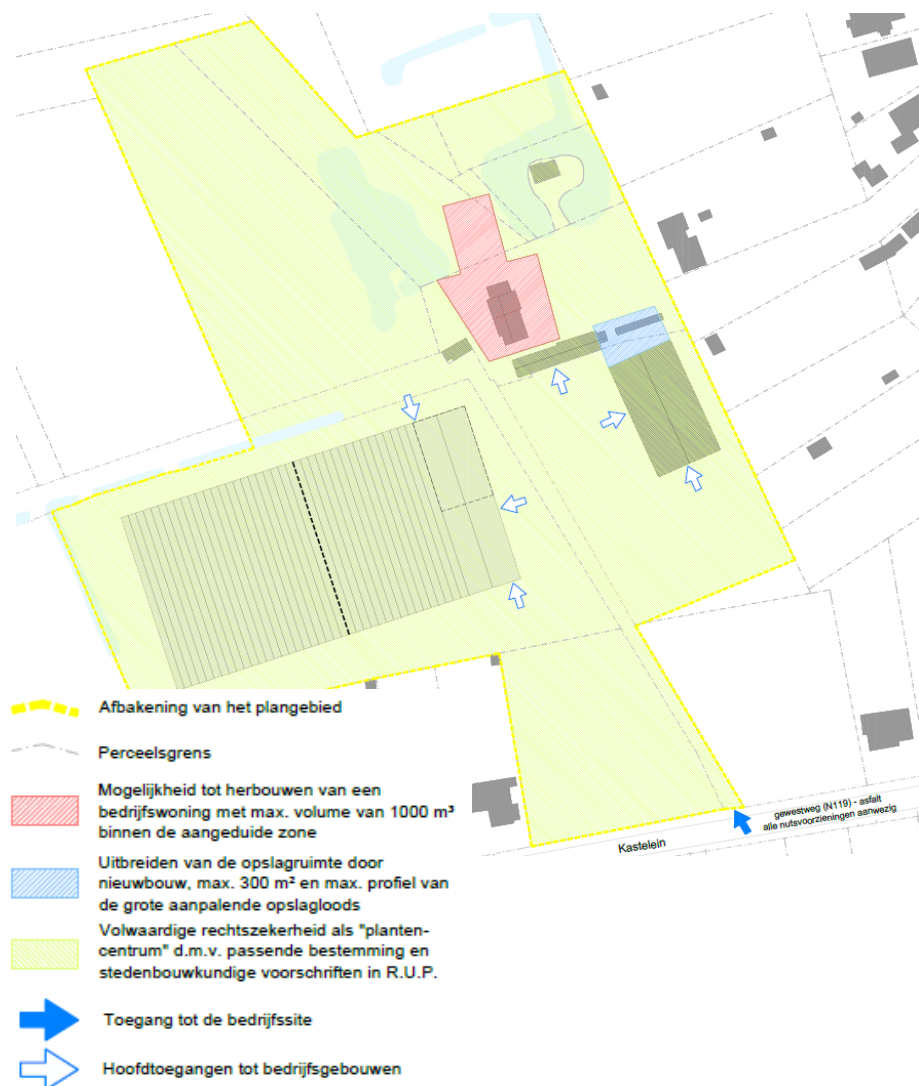 gewestweg (N119) - asfalt
alle nutsvoorzieningen aanwezig
Kastelein
Afbakening van het plangebied
Perceelsgrens
Mogelijkheid tot herbouwen van een
bedrijfswoning met max. volume van 1000 m³
binnen de aangeduide zone
Uitbreiden van de opslagruimte door
nieuwbouw, max. 300 m² en max. profiel van
de grote aanpalende opslagloods
Volwaardige rechtszekerheid als "planten-
centrum" d.m.v. passende bestemming en
stedenbouwkundige voorschriften in R.U.P.
Toegang tot de bedrijfssite
Hoofdtoegangen tot bedrijfsgebouwen